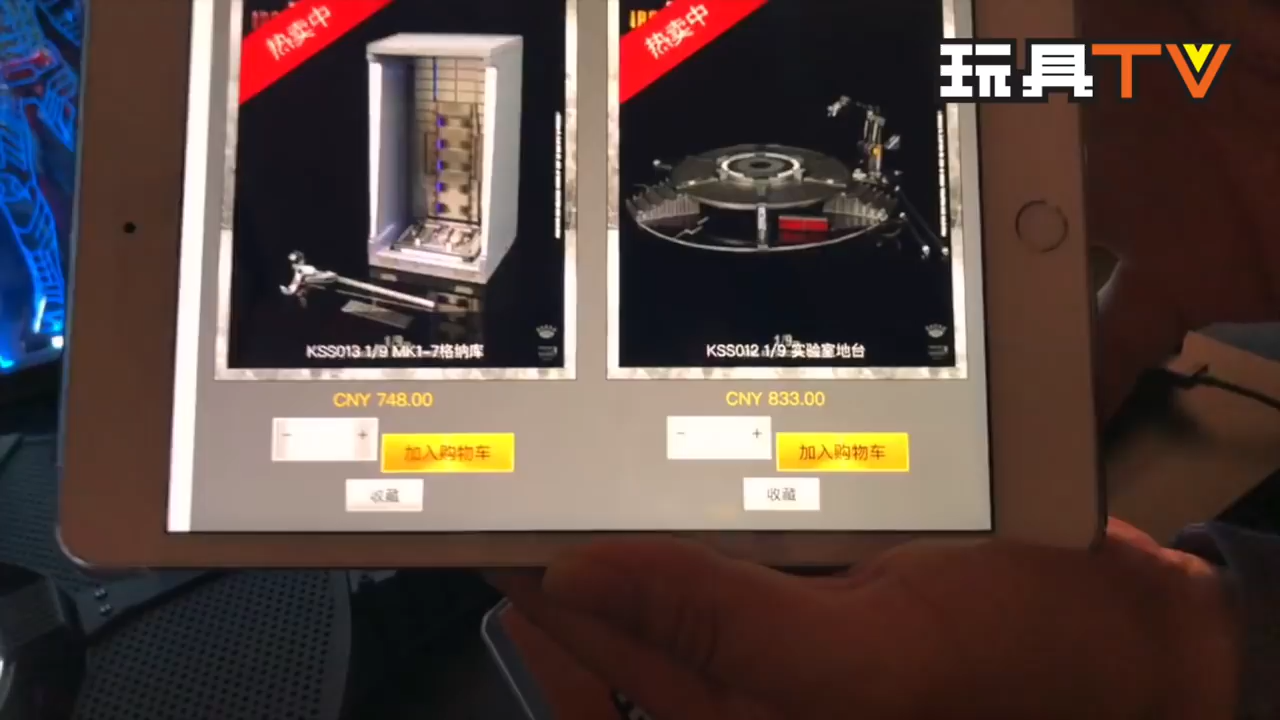 热卖中
热卖中
玩具TV
KSS013 1/9 MK1-7格纳库
KSS012 1/9 实验室地台
CNY 748.00
CNY 833.00
- +
加入购物车
- +
加入购物车
收藏
收藏